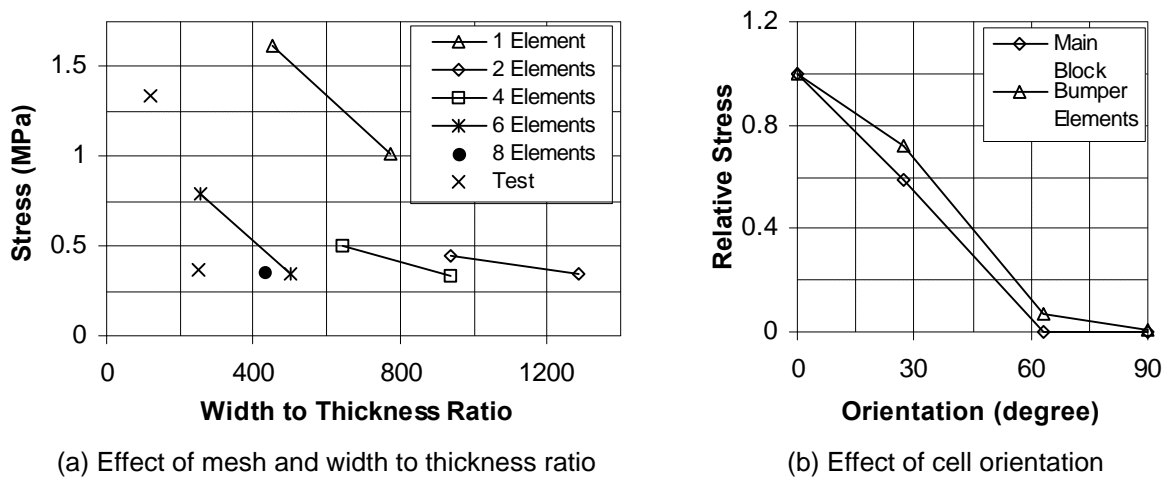 Stress (MPa)
1.5
1
0.5
0
0
400
800
1200
Width to Thickness Ratio
1 Element
2 Elements
4 Elements
6 Elements
8 Elements
Test
(a) Effect of mesh and width to thickness ratio
Relative Stress
1.2
0.8
0.4
0
0
30
60
90
Orientation (degree)
Main
Block
Bumper
Elements
(b) Effect of cell orientation